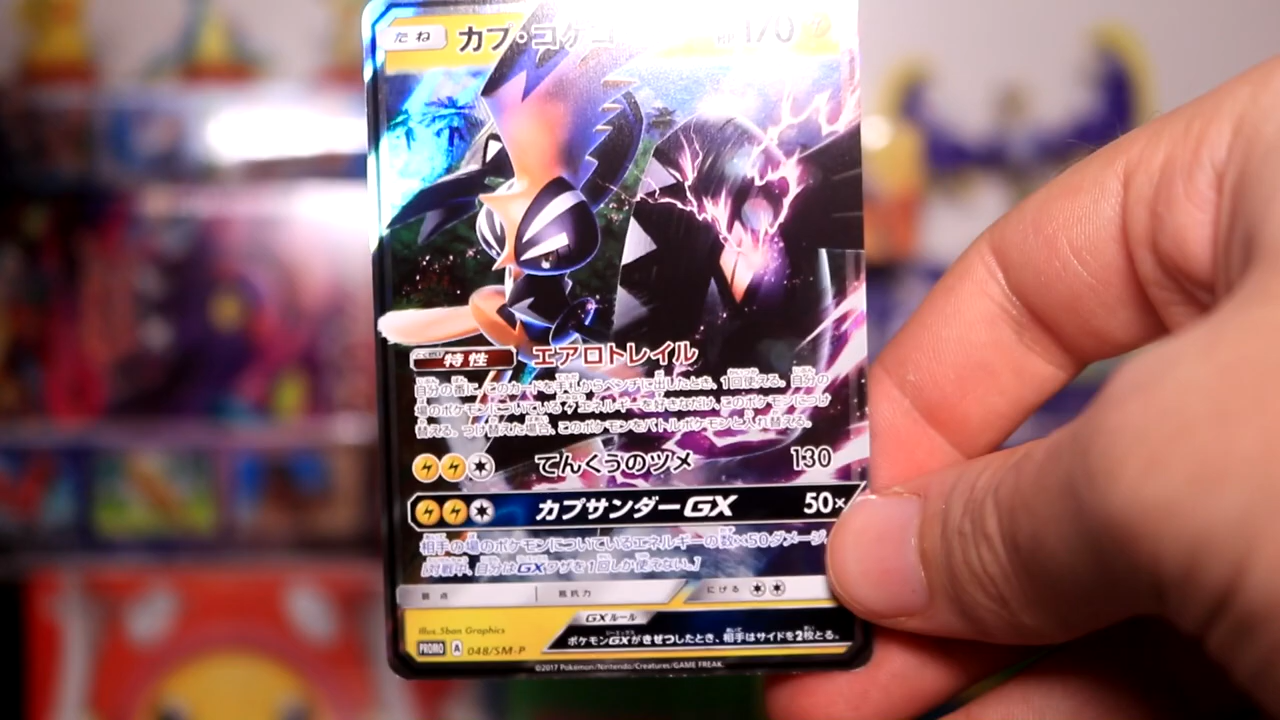 たね カプ・コケコ 170
特性 エアロトレイル
自分の番に、このカードを手札からベンチに出したとき、1回使える。自分の
場のポケモンについているエネルギーを好きなだけ、このポケモンにつけ
替える。つけ替えた場合、このポケモンをバトルポケモンと入れ替える。
てんくうのツメ 130
カプサンダーGX 50×
相手の場のポケモンについているエネルギーの数×50ダメージ。
[対戦中、自分はGXワザを1回しか使えない。]
弱点 抵抗力 にげる
GXルール
Illus.5ban Graphics
ポケモンGXがきぜつしたとき、相手はサイドを2枚とる。
PROMO A 048/SM-P
©2017 Pokémon/Nintendo/Creatures/GAME FREAK.